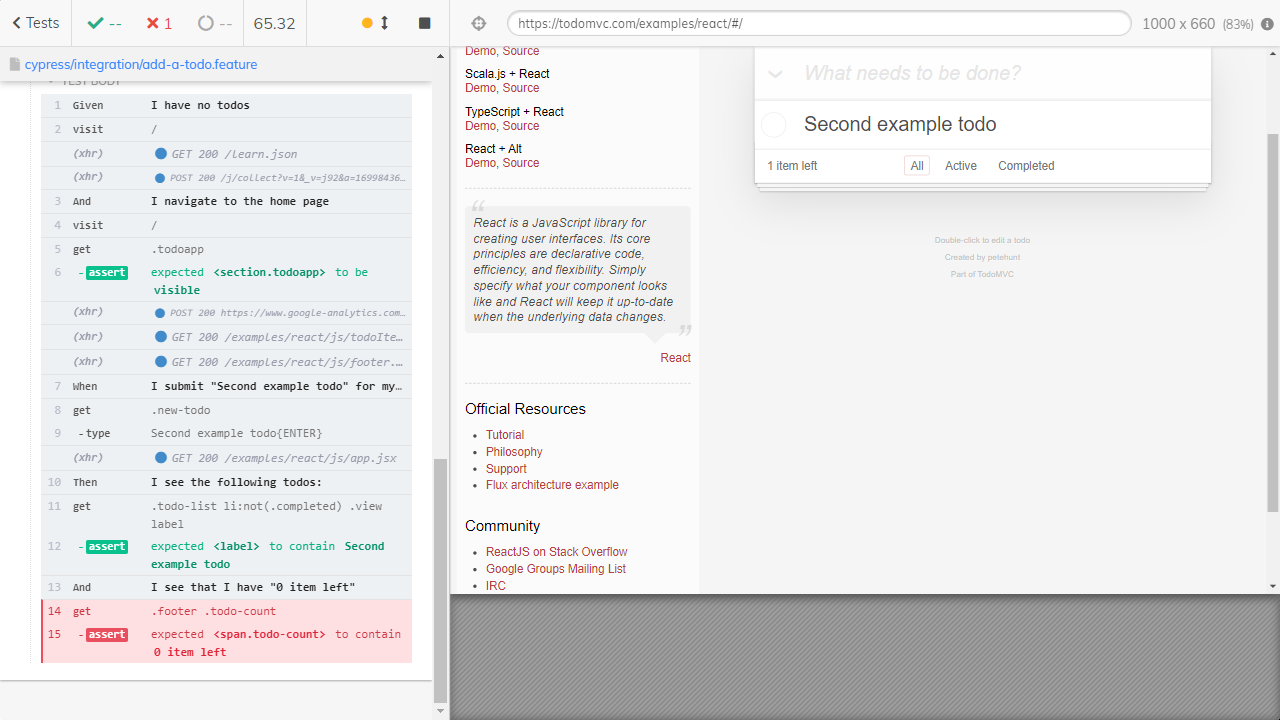 Tests
--
1
--
65.32
https://todomvc.com/examples/react/#/
1000 x 660 (83%)
cypress/integration/add-a-todo.feature
TEST BODY
1 Given I have no todos
2 visit /
(xhr) GET 200 /learn.json
(xhr) POST 200 /j/collect?v=1&_v=j92&a=16998436…
3 And I navigate to the home page
4 visit /
5 get .todoapp
6 -assert expected <section.todoapp> to be
visible
(xhr) POST 200 https://www.google-analytics.com…
(xhr) GET 200 /examples/react/js/todoIte…
(xhr) GET 200 /examples/react/js/footer.…
7 When I submit "Second example todo" for my…
8 get .new-todo
9 -type Second example todo{ENTER}
(xhr) GET 200 /examples/react/js/app.jsx
10 Then I see the following todos:
11 get .todo-list li:not(.completed) .view
label
12 -assert expected <label> to contain Second
example todo
13 And I see that I have "0 item left"
14 get .footer .todo-count
15 -assert expected <span.todo-count> to contain
0 item left
Demo, Source
Scala.js + React
Demo, Source
TypeScript + React
Demo, Source
React + Alt
Demo, Source
“
React is a JavaScript library for
creating user interfaces. Its core
principles are declarative code,
efficiency, and flexibility. Simply
specify what your component looks
like and React will keep it up-to-date
when the underlying data changes.
”
React
Official Resources
• Tutorial
• Philosophy
• Support
• Flux architecture example
Community
• ReactJS on Stack Overflow
• Google Groups Mailing List
• IRC
What needs to be done?
Second example todo
1 item left All Active Completed
Double-click to edit a todo
Created by petehunt
Part of TodoMVC